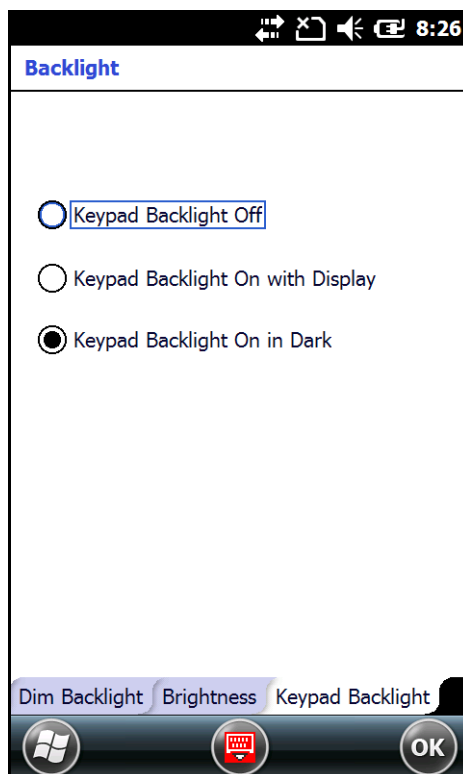 8:26
Backlight
Keypad Backlight Off
Keypad Backlight On with Display
Keypad Backlight On in Dark
Dim Backlight Brightness Keypad Backlight
OK